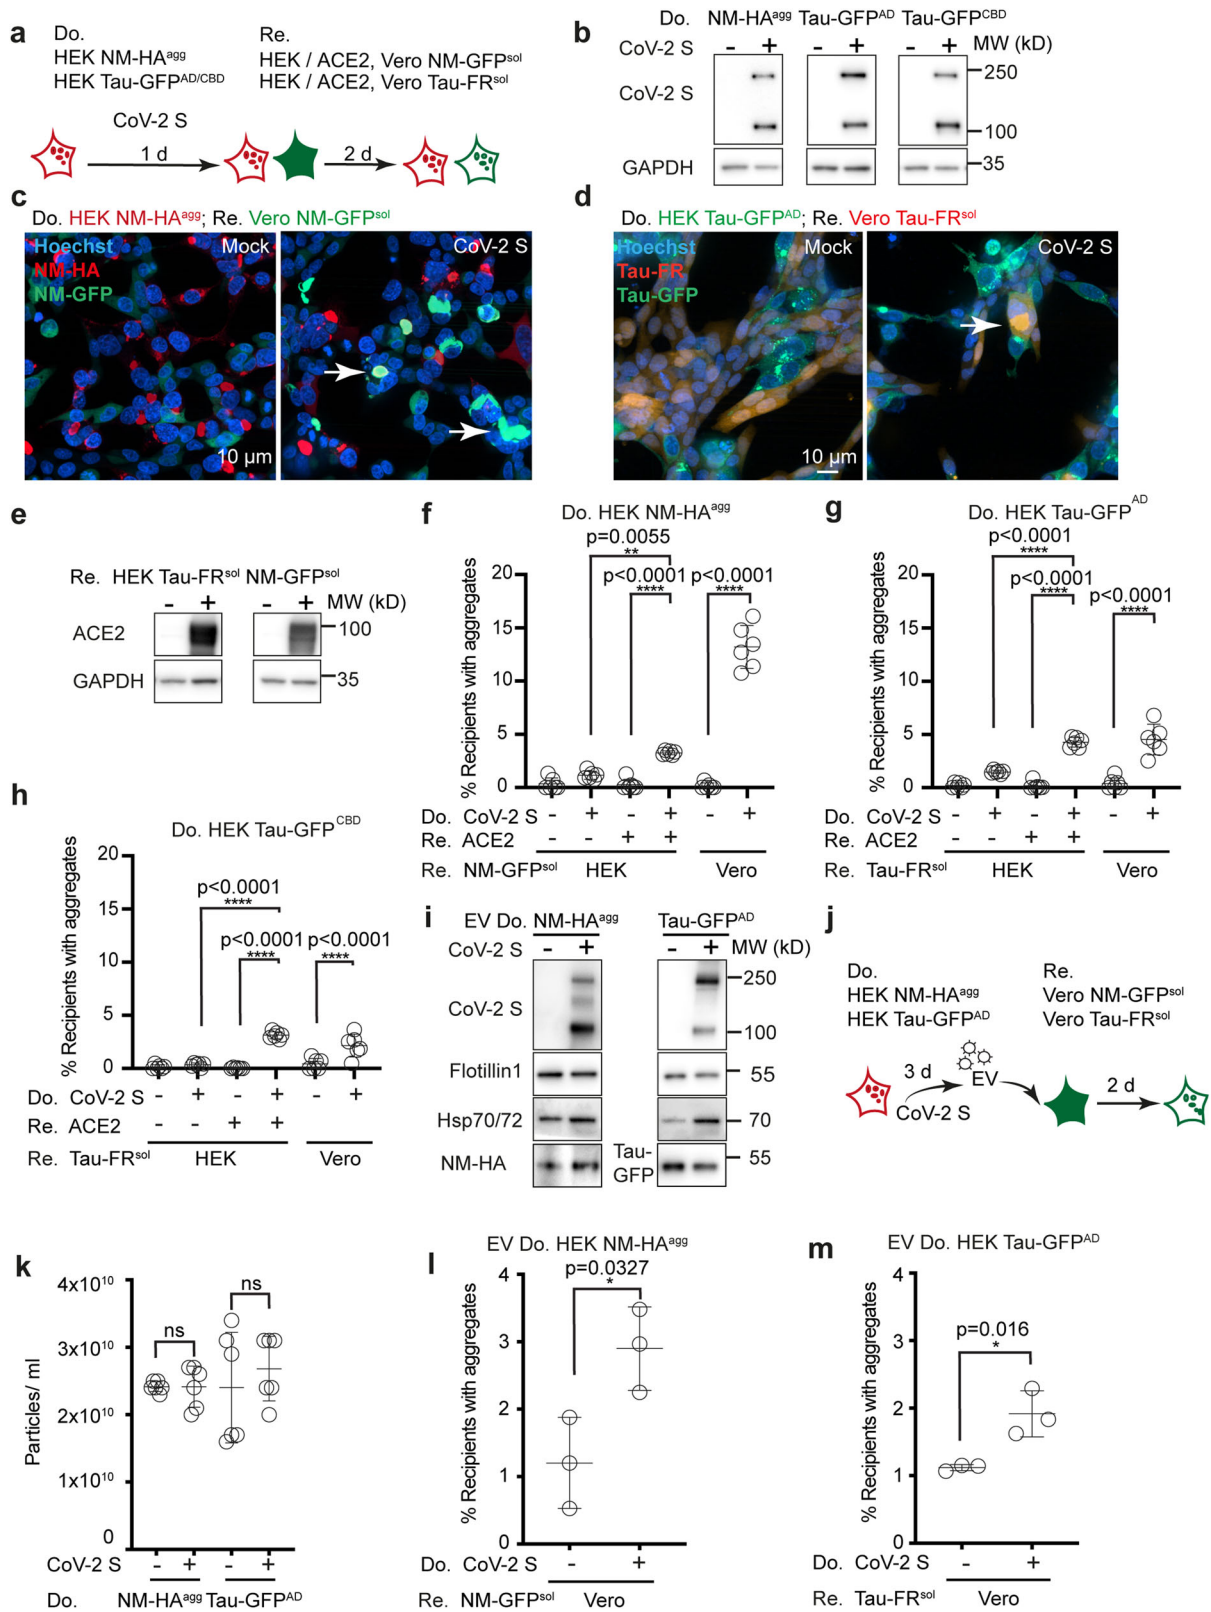 a
Do.
HEK NM-HAᵃᵍᵍ
HEK Tau-GFPᴬᴰ/ᶜᴮᴰ
Re.
HEK / ACE2, Vero NM-GFPˢᵒˡ
HEK / ACE2, Vero Tau-FRˢᵒˡ
CoV-2 S
1 d
2 d
b
Do. NM-HAᵃᵍᵍ Tau-GFPᴬᴰ Tau-GFPᶜᴮᴰ
CoV-2 S - + - + - + MW (kD)
CoV-2 S
250
100
GAPDH
35
c
Do. HEK NM-HAᵃᵍᵍ; Re. Vero NM-GFPˢᵒˡ
Hoechst
NM-HA
NM-GFP
Mock
10 µm
CoV-2 S
d
Do. HEK Tau-GFPᴬᴰ; Re. Vero Tau-FRˢᵒˡ
Hoechst
Tau-FR
Tau-GFP
Mock
10 µm
CoV-2 S
e
Re. HEK Tau-FRˢᵒˡ NM-GFPˢᵒˡ
- + - + MW (kD)
ACE2
100
GAPDH
35
f
Do. HEK NM-HAᵃᵍᵍ
p=0.0055
**
p<0.0001 p<0.0001
**** ****
% Recipients with aggregates
20
15
10
5
0
Do. CoV-2 S - + - + - +
Re. ACE2 - - + +
Re. NM-GFPˢᵒˡ HEK Vero
g
Do. HEK Tau-GFPᴬᴰ
p<0.0001
****
p<0.0001
****
p<0.0001
****
% Recipients with aggregates
20
15
10
5
0
Do. CoV-2 S - + - + - +
Re. ACE2 - - + +
Re. Tau-FRˢᵒˡ HEK Vero
h
Do. HEK Tau-GFPᶜᴮᴰ
p<0.0001
****
p<0.0001 p<0.0001
**** ****
% Recipients with aggregates
20
15
10
5
0
Do. CoV-2 S - + - + - +
Re. ACE2 - - + +
Re. Tau-FRˢᵒˡ HEK Vero
i
EV Do. NM-HAᵃᵍᵍ Tau-GFPᴬᴰ
CoV-2 S - + - + MW (kD)
CoV-2 S
250
100
Flotillin1
55
Hsp70/72
70
NM-HA
Tau-
GFP
55
j
Do.
HEK NM-HAᵃᵍᵍ
HEK Tau-GFPᴬᴰ
Re.
Vero NM-GFPˢᵒˡ
Vero Tau-FRˢᵒˡ
3 d
CoV-2 S
EV
2 d
k
ns
ns
Particles/ ml
4x10¹⁰
3x10¹⁰
2x10¹⁰
1x10¹⁰
0
CoV-2 S - + - +
Do. NM-HAᵃᵍᵍ Tau-GFPᴬᴰ
l
EV Do. HEK NM-HAᵃᵍᵍ
p=0.0327
*
% Recipients with aggregates
4
3
2
1
0
Do. CoV-2 S - +
Re. NM-GFPˢᵒˡ Vero
m
EV Do. HEK Tau-GFPᴬᴰ
p=0.016
*
% Recipients with aggregates
4
3
2
1
0
Do. CoV-2 S - +
Re. Tau-FRˢᵒˡ Vero